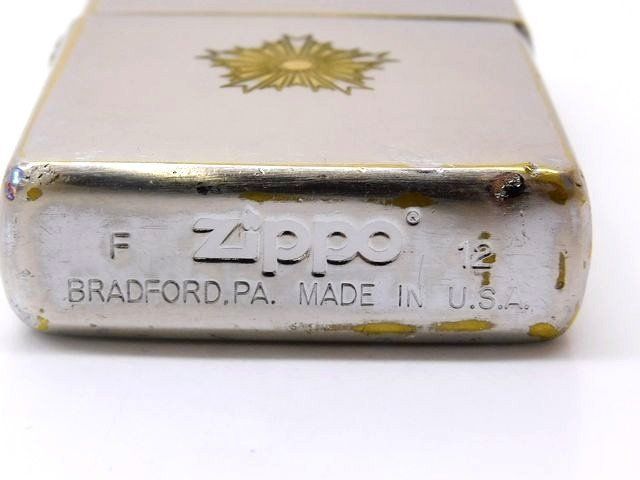 F zippo® 12
BRADFORD, PA. MADE IN U.S.A.